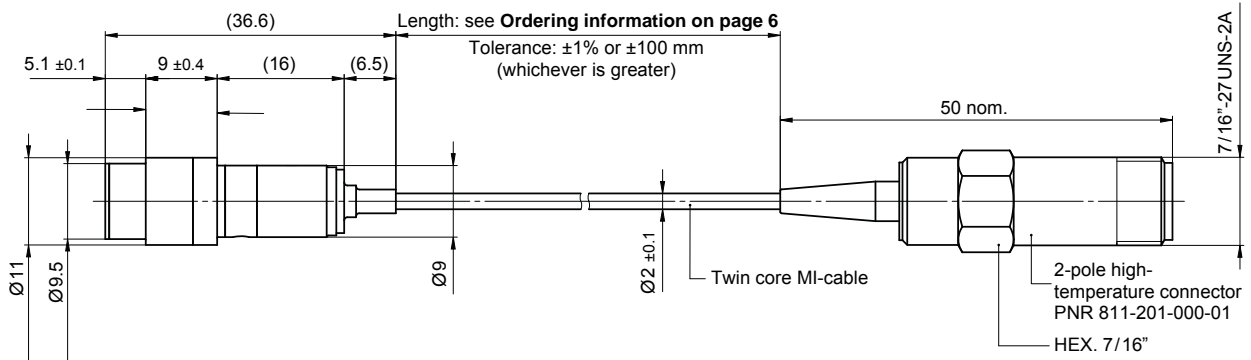 (36.6)
Length: see Ordering information on page 6
Tolerance: ±1% or ±100 mm
(whichever is greater)
5.1 ±0.1
9 ±0.4
(16)
(6.5)
50 nom.
7/16"-27UNS-2A
Ø11
Ø9.5
Ø9
Ø2 ±0.1
Twin core MI-cable
2-pole high-
temperature connector
PNR 811-201-000-01
HEX. 7/16"